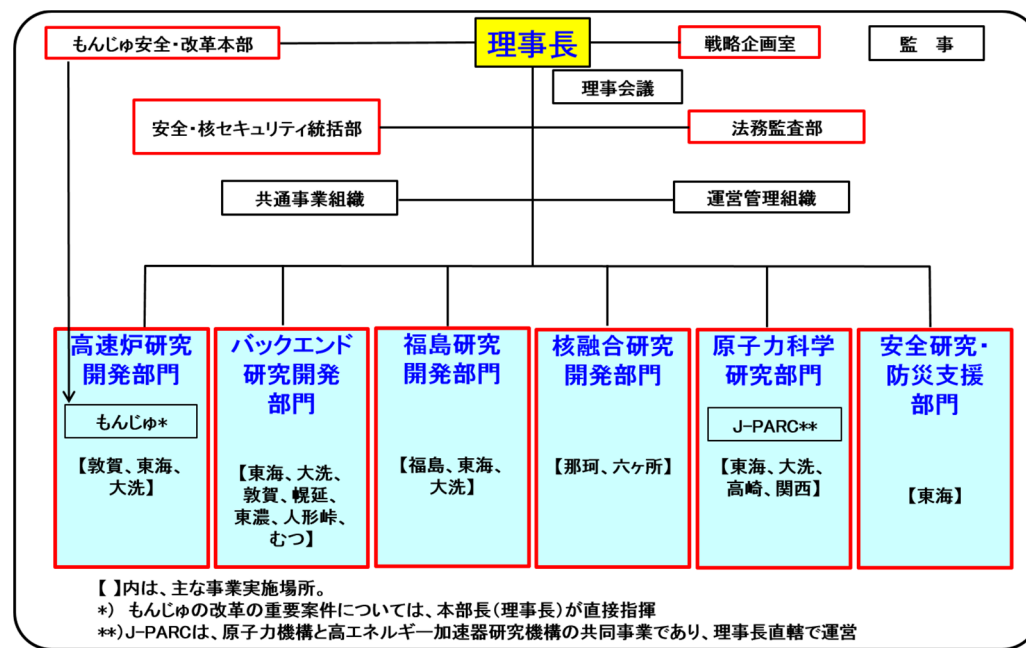 もんじゅ安全・改革本部
理事長
戦略企画室
監　事
理事会議
安全・核セキュリティ統括部
法務監査部
共通事業組織
運営管理組織
高速炉研究
開発部門
もんじゅ*
【敦賀、東海、
大洗】
バックエンド
研究開発
部門
【東海、大洗、
敦賀、幌延、
東濃、人形峠、
むつ】
福島研究
開発部門
【福島、東海、
大洗】
核融合研究
開発部門
【那珂、六ヶ所】
原子力科学
研究部門
J-PARC**
【東海、大洗、
高崎、関西】
安全研究・
防災支援
部門
【東海】
【 】内は、主な事業実施場所。
*)　もんじゅの改革の重要案件については、本部長(理事長)が直接指揮
**)J-PARCは、原子力機構と高エネルギー加速器研究機構の共同事業であり、理事長直轄で運営